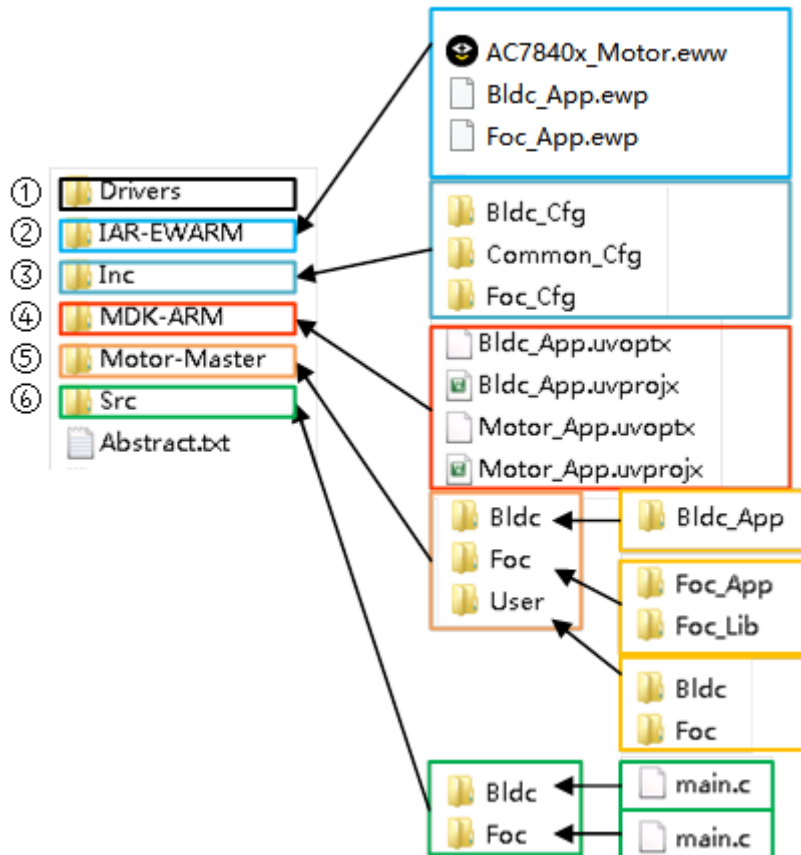 ① Drivers
② IAR-EWARM
③ Inc
④ MDK-ARM
⑤ Motor-Master
⑥ Src
Abstract.txt
AC7840x_Motor.eww
Bldc_App.ewp
Foc_App.ewp
Bldc_Cfg
Common_Cfg
Foc_Cfg
Bldc_App.uvoptx
Bldc_App.uvprojx
Motor_App.uvoptx
Motor_App.uvprojx
Bldc
Foc
User
Bldc_App
Foc_App
Foc_Lib
Bldc
Foc
Bldc
Foc
main.c
main.c